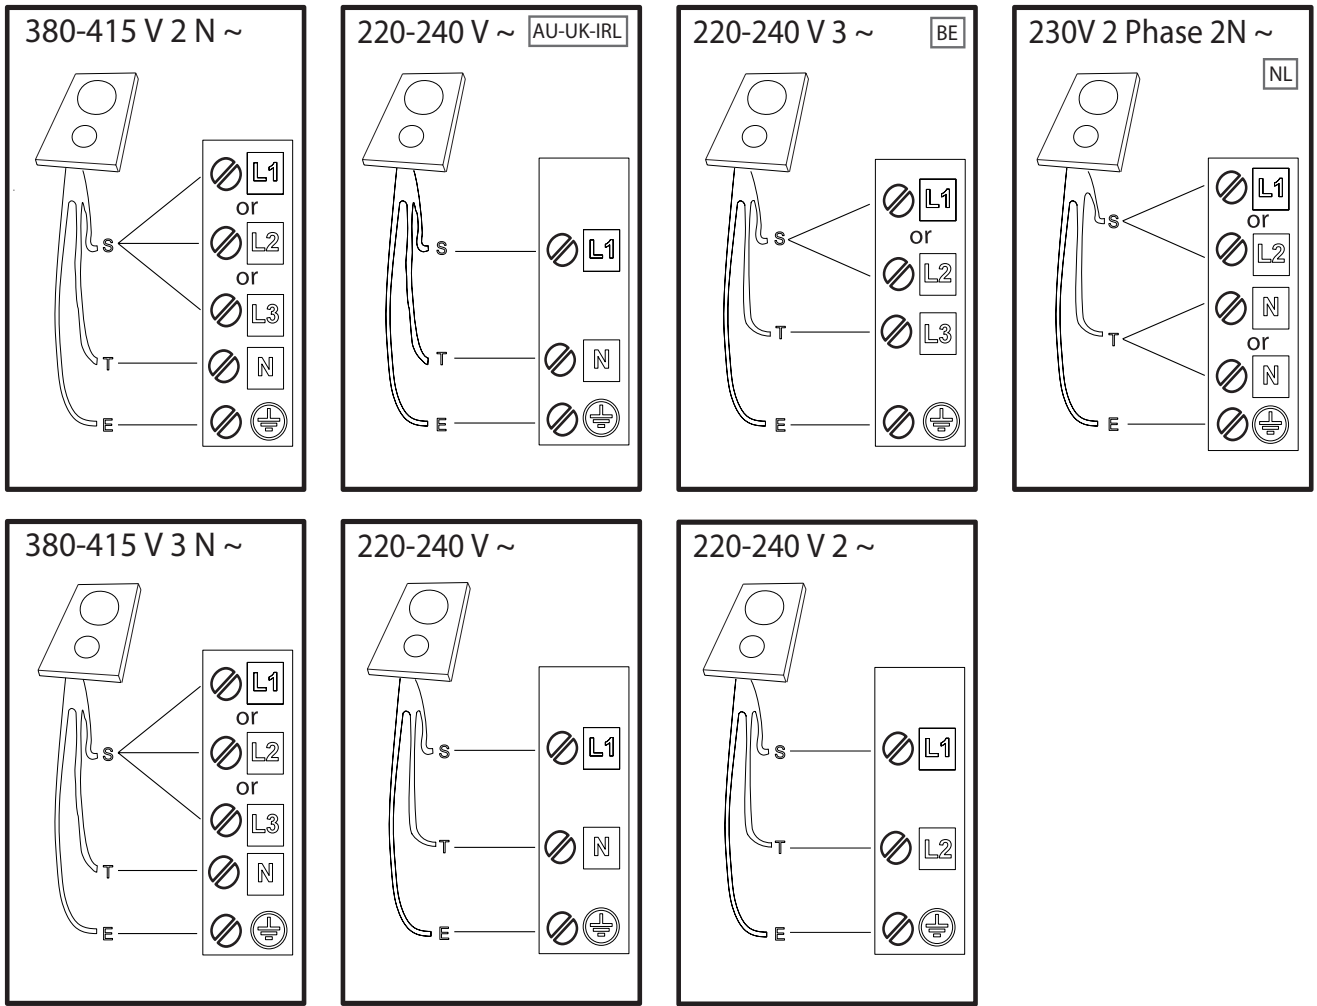 380-415 V 2 N ~
L1
or
S L2
or
L3
T N
E
220-240 V ~ AU-UK-IRL
S L1
T N
E
220-240 V 3 ~ BE
L1
S or
L2
T L3
E
230V 2 Phase 2N ~
NL
L1
S or
L2
N
T or
N
E
380-415 V 3 N ~
L1
or
S L2
or
L3
T N
E
220-240 V ~
S L1
T N
E
220-240 V 2 ~
S L1
T L2
E